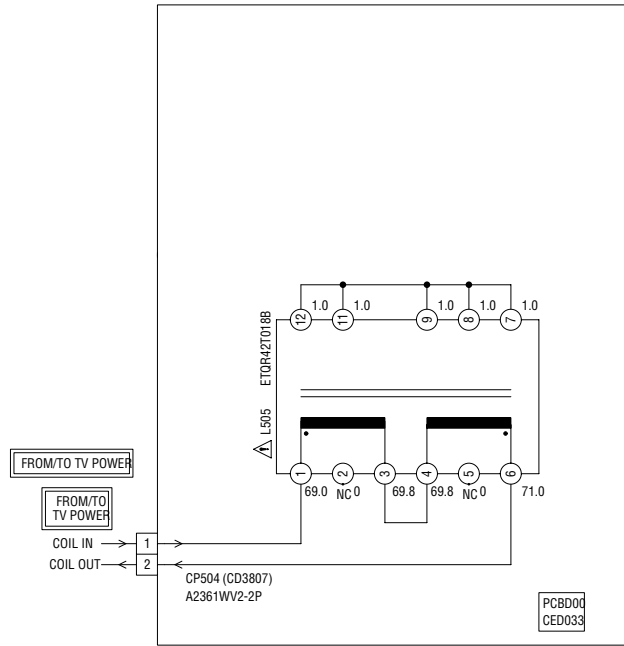 12
1.0
11
1.0
9
1.0
8
1.0
7
1.0
ETQR42T018B
L505
1
69.0
2
NC 0
3
69.8
4
69.8
5
NC 0
6
71.0
FROM/TO TV POWER
FROM/TO
TV POWER
COIL IN
1
COIL OUT
2
CP504 (CD3807)
A2361WV2-2P
PCBD00
CED033